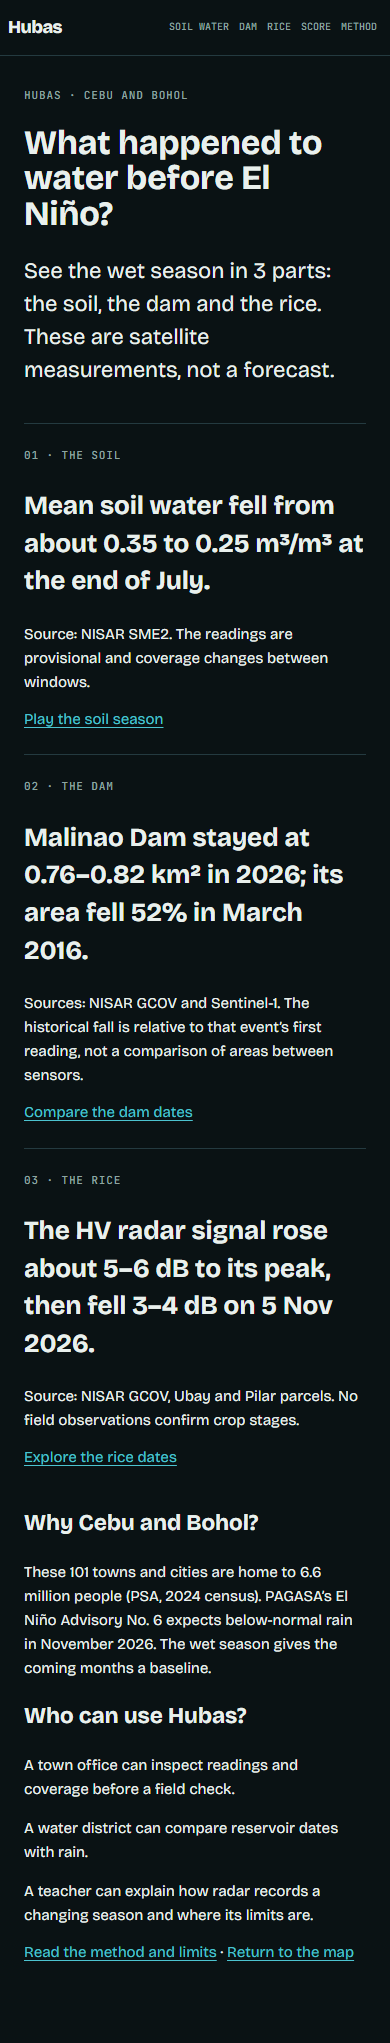 Hubas
SOIL WATER DAM RICE SCORE METHOD
HUBAS · CEBU AND BOHOL
What happened to
water before El
Niño?
See the wet season in 3 parts:
the soil, the dam and the rice.
These are satellite
measurements, not a forecast.
01 · THE SOIL
Mean soil water fell from
about 0.35 to 0.25 m³/m³ at
the end of July.
Source: NISAR SME2. The readings are
provisional and coverage changes between
windows.
Play the soil season
02 · THE DAM
Malinao Dam stayed at
0.76–0.82 km² in 2026; its
area fell 52% in March
2016.
Sources: NISAR GCOV and Sentinel-1. The
historical fall is relative to that event’s first
reading, not a comparison of areas between
sensors.
Compare the dam dates
03 · THE RICE
The HV radar signal rose
about 5–6 dB to its peak,
then fell 3–4 dB on 5 Nov
2026.
Source: NISAR GCOV, Ubay and Pilar parcels. No
field observations confirm crop stages.
Explore the rice dates
Why Cebu and Bohol?
These 101 towns and cities are home to 6.6
million people (PSA, 2024 census). PAGASA’s El
Niño Advisory No. 6 expects below-normal rain
in November 2026. The wet season gives the
coming months a baseline.
Who can use Hubas?
A town office can inspect readings and
coverage before a field check.
A water district can compare reservoir dates
with rain.
A teacher can explain how radar records a
changing season and where its limits are.
Read the method and limits · Return to the map